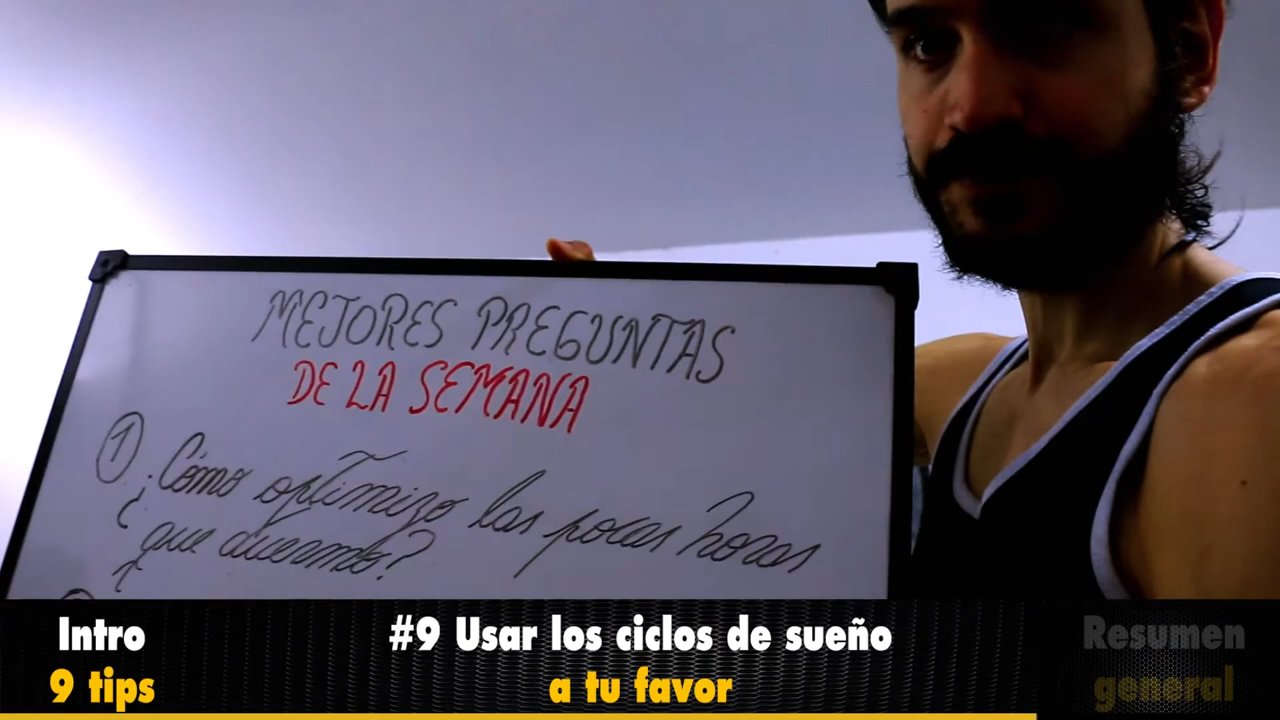 MEJORES PREGUNTAS
DE LA SEMANA
1 ¿Cómo optimizo las pocas horas
que duermo?
Intro
9 tips
#9 Usar los ciclos de sueño
a tu favor
Resumen
general